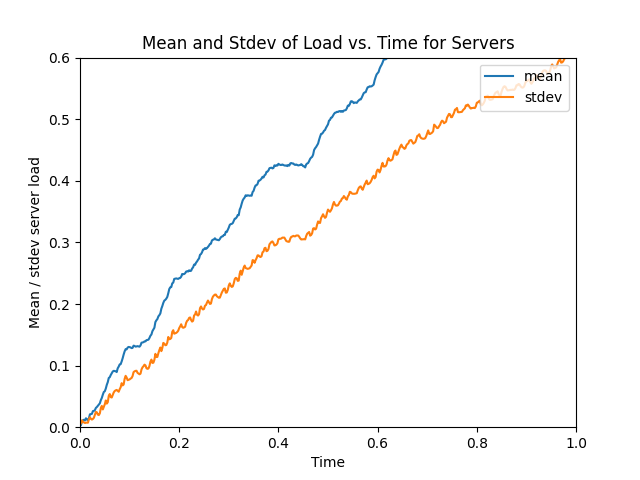 Mean and Stdev of Load vs. Time for Servers
mean
stdev
Mean / stdev server load
0.6
0.5
0.4
0.3
0.2
0.1
0.0
0.0 0.2 0.4 0.6 0.8 1.0
Time